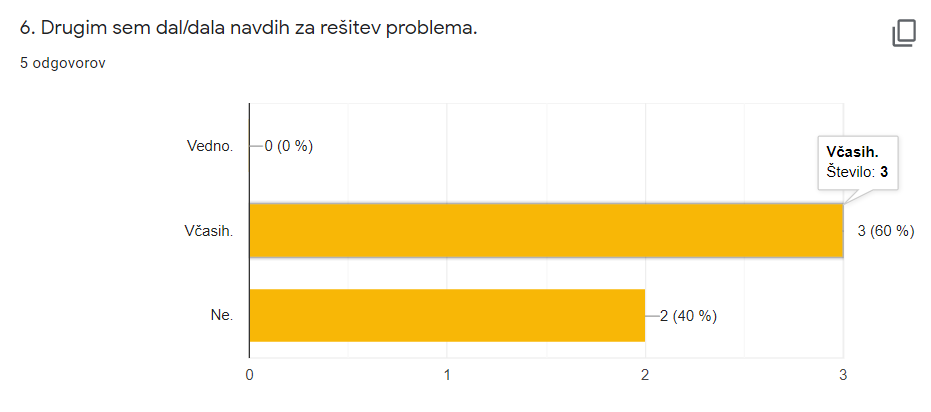 6. Drugim sem dal/dala navdih za rešitev problema.
5 odgovorov
Vedno.
0 (0 %)
Včasih.
Število: 3
Včasih.
3 (60 %)
Ne.
2 (40 %)
0
1
2
3